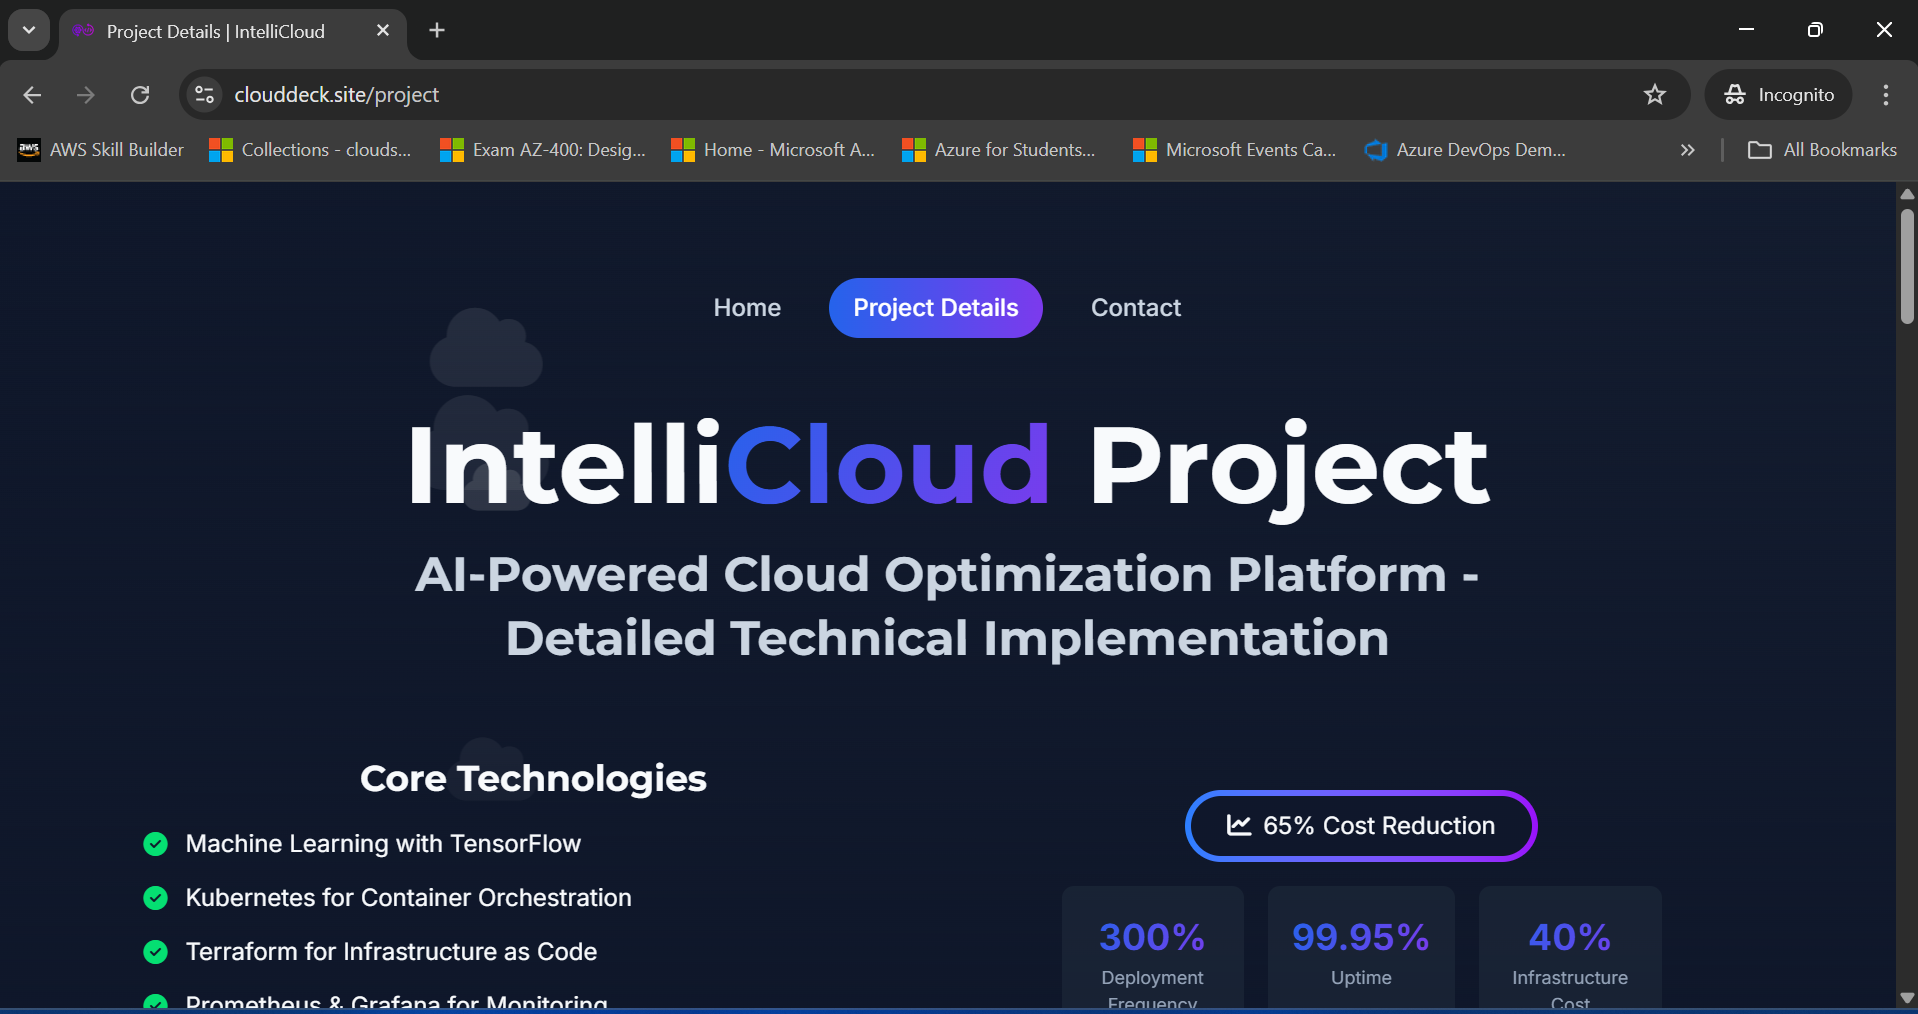 Project Details | IntelliCloud
clouddeck.site/project
Incognito
aws
AWS Skill Builder
Collections - clouds...
Exam AZ-400: Desig...
Home - Microsoft A...
Azure for Students...
Microsoft Events Ca...
Azure DevOps Dem...
All Bookmarks
Home
Project Details
Contact
IntelliCloud Project
AI-Powered Cloud Optimization Platform -
Detailed Technical Implementation
Core Technologies
Machine Learning with TensorFlow
Kubernetes for Container Orchestration
Terraform for Infrastructure as Code
Prometheus & Grafana for Monitoring
65% Cost Reduction
300%
Deployment
Frequency
99.95%
Uptime
40%
Infrastructure
Cost